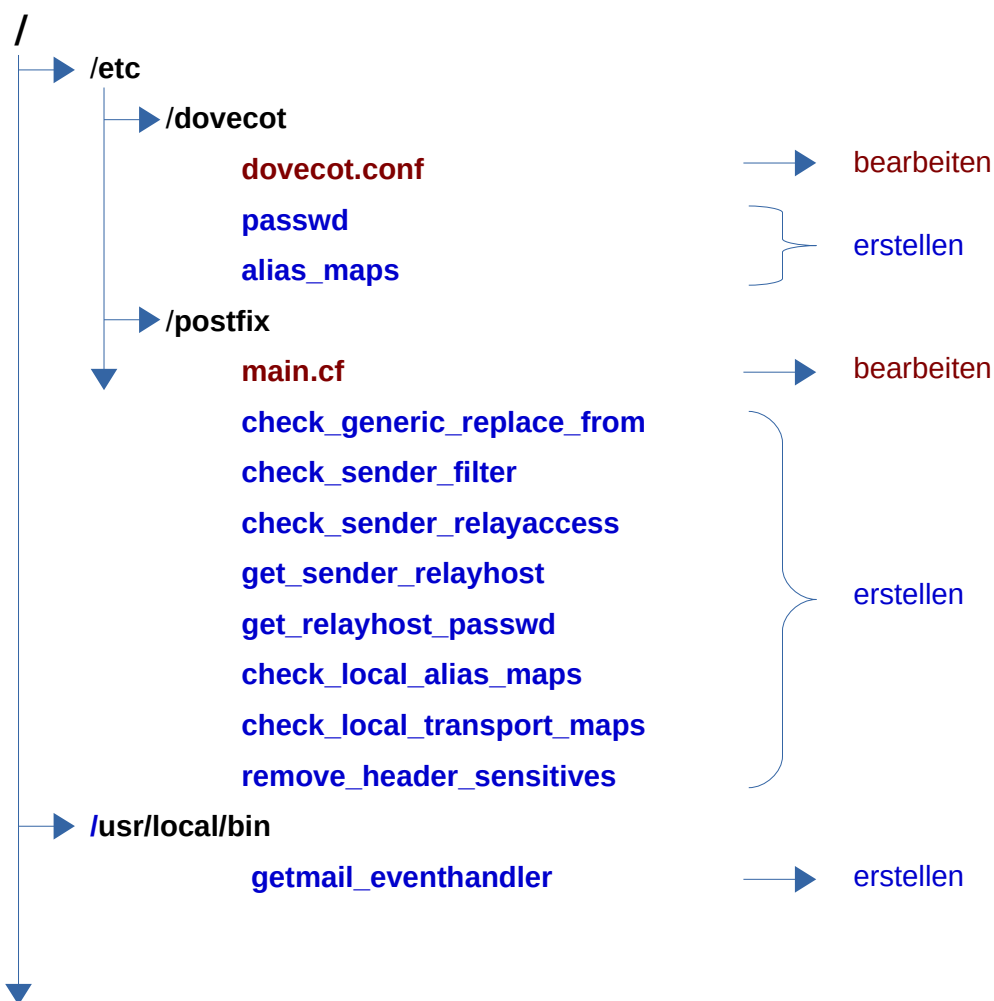 /
/etc
/dovecot
dovecot.conf bearbeiten
passwd
erstellen
alias_maps
/postfix
main.cf bearbeiten
check_generic_replace_from
check_sender_filter
check_sender_relayaccess
get_sender_relayhost
erstellen
get_relayhost_passwd
check_local_alias_maps
check_local_transport_maps
remove_header_sensitives
/usr/local/bin
getmail_eventhandler erstellen